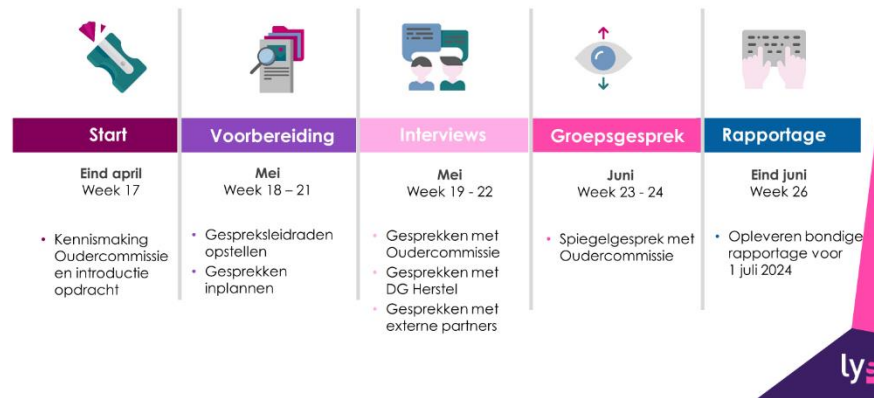 Start
Eind april
Week 17
• Kennismaking
Oudercommissie
en introductie
opdracht
Voorbereiding
Mei
Week 18 – 21
• Gespreksleidraden
opstellen
• Gesprekken
inplannen
Interviews
Mei
Week 19 - 22
• Gesprekken met
Oudercommissie
• Gesprekken met
DG Herstel
• Gesprekken met
externe partners
Groepsgesprek
Juni
Week 23 - 24
• Spiegelgesprek met
Oudercommissie
Rapportage
Eind juni
Week 26
• Opleveren bondige
rapportage voor
1 juli 2024